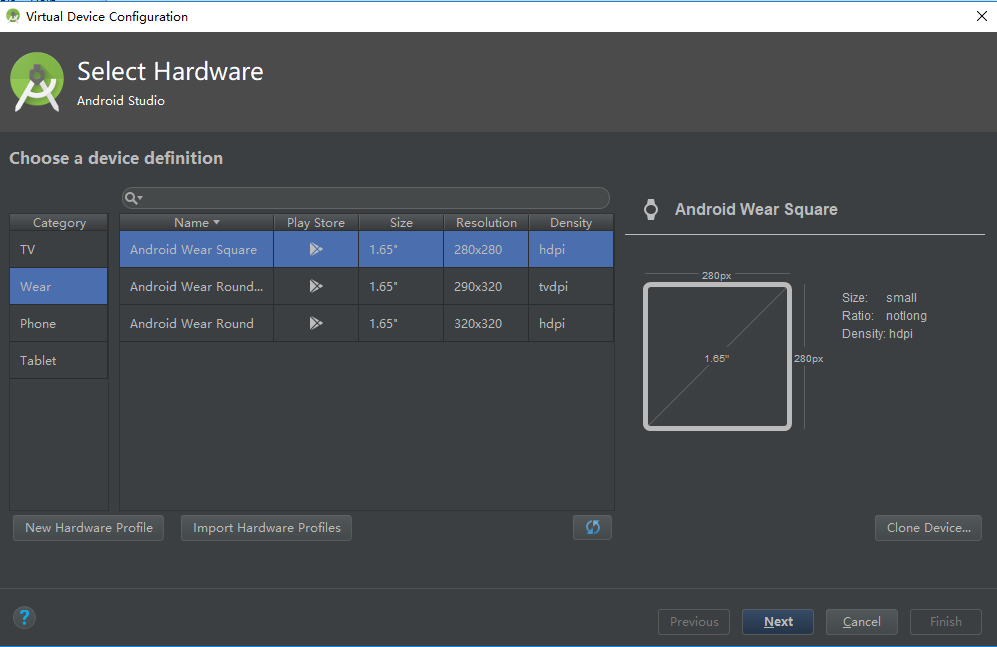 Virtual Device Configuration
Select Hardware
Android Studio
Choose a device definition
Category
TV
Wear
Phone
Tablet
Name Play Store Size Resolution Density
Android Wear Square 1.65" 280x280 hdpi
Android Wear Round... 1.65" 290x320 tvdpi
Android Wear Round 1.65" 320x320 hdpi
Android Wear Square
280px
1.65"
280px
Size: small
Ratio: notlong
Density: hdpi
New Hardware Profile
Import Hardware Profiles
Clone Device...
?
Previous
Next
Cancel
Finish